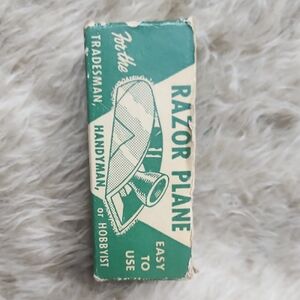 RAZOR PLANE
EASY
TO
USE
For the
TRADESMAN,
HANDYMAN,
or HOBBYIST